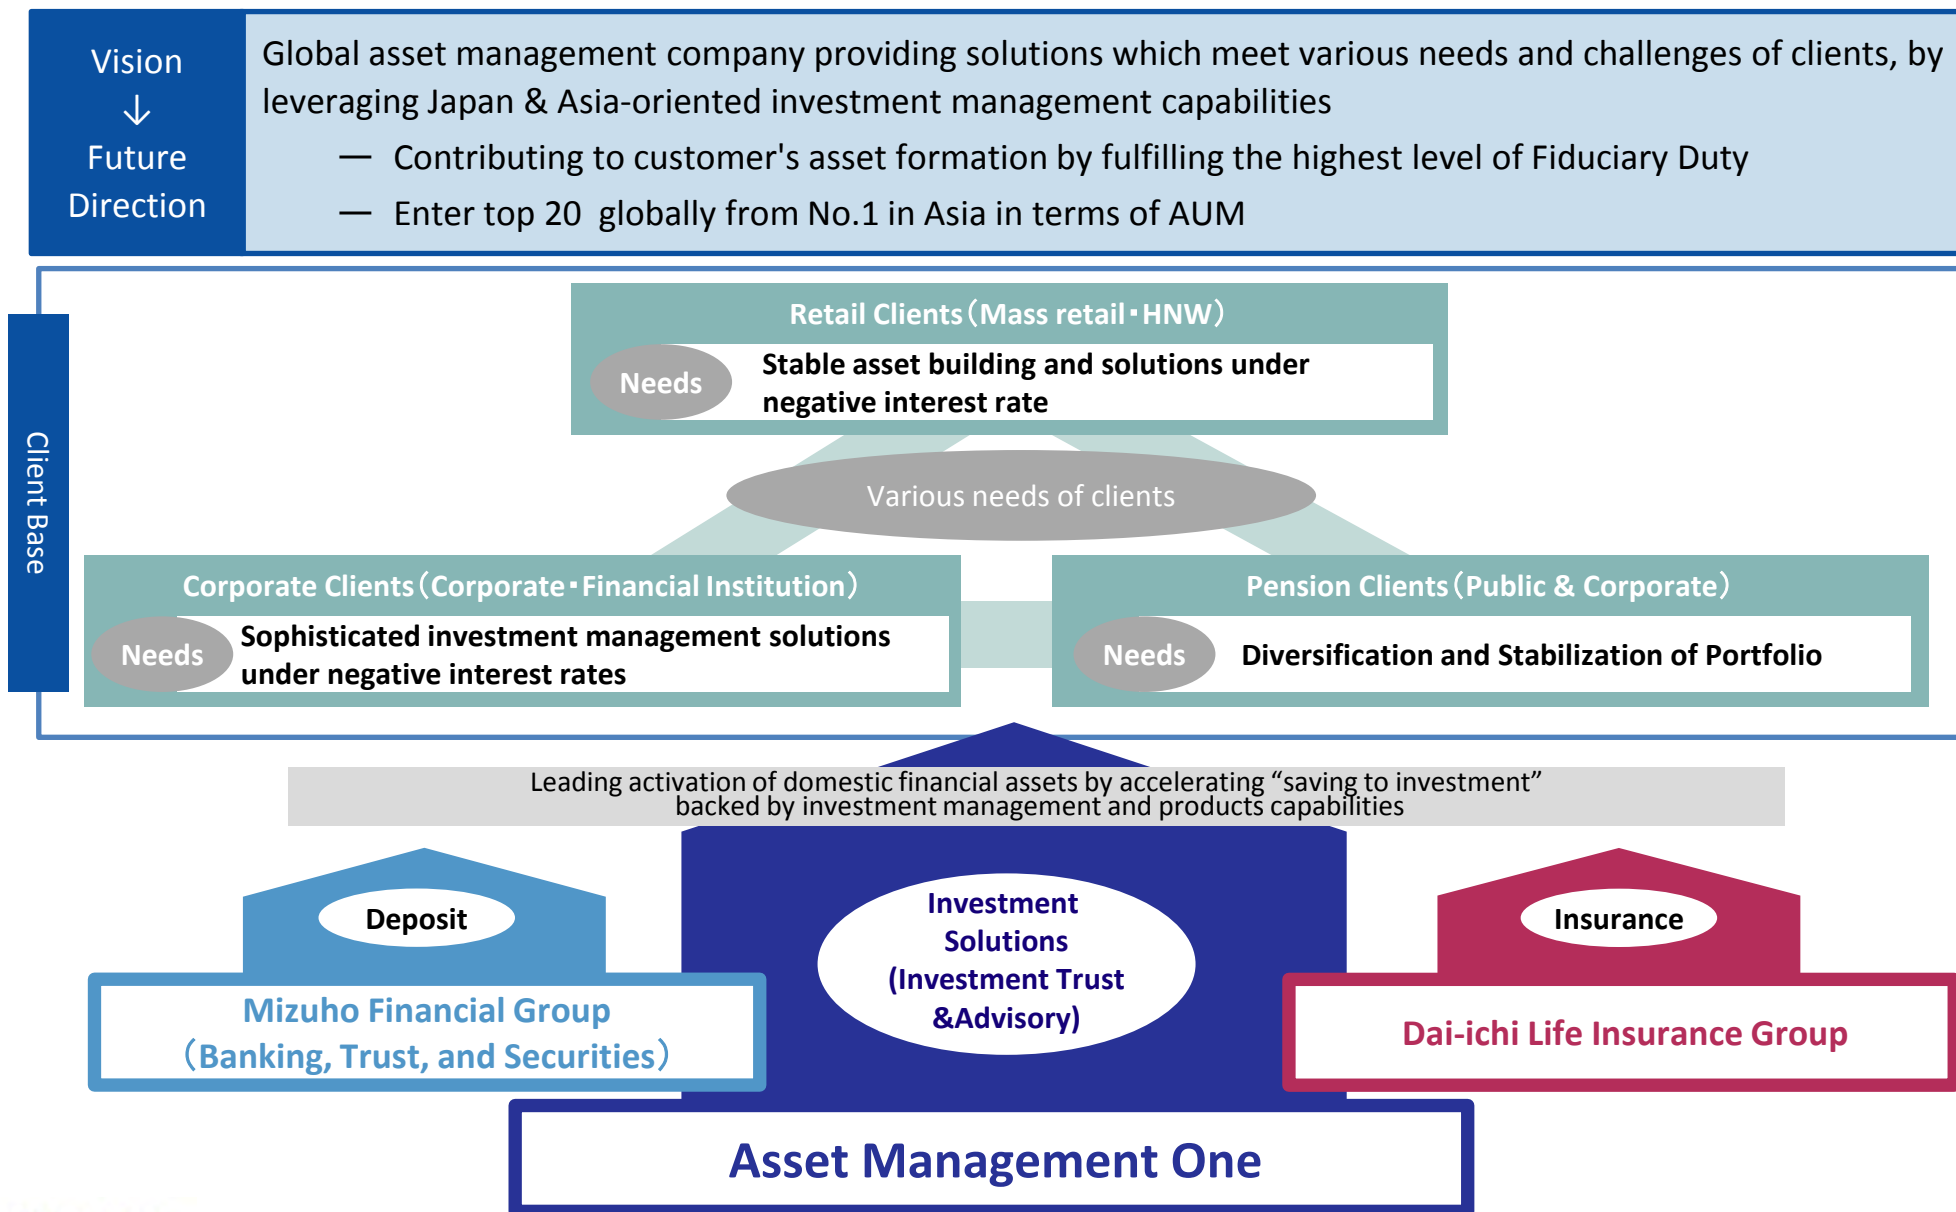 Vision
↓
Future
Direction
Global asset management company providing solutions which meet various needs and challenges of clients, by
leveraging Japan & Asia-oriented investment management capabilities
— Contributing to customer's asset formation by fulfilling the highest level of Fiduciary Duty
— Enter top 20  globally from No.1 in Asia in terms of AUM
Client Base
Retail Clients（Mass retail・HNW）
Needs
Stable asset building and solutions under
negative interest rate
Various needs of clients
Corporate Clients（Corporate・Financial Institution）
Needs
Sophisticated investment management solutions
under negative interest rates
Pension Clients（Public & Corporate）
Needs
Diversification and Stabilization of Portfolio
Leading activation of domestic financial assets by accelerating “saving to investment”
backed by investment management and products capabilities
Deposit
Mizuho Financial Group
（Banking, Trust, and Securities）
Investment
Solutions
(Investment Trust
&Advisory)
Insurance
Dai-ichi Life Insurance Group
Asset Management One